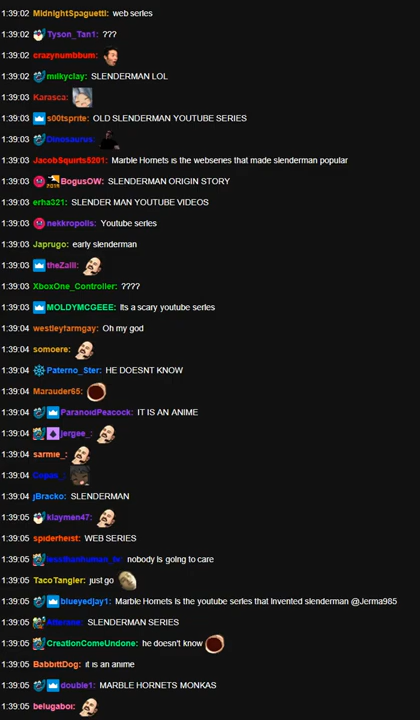 1:39:02 MidnightSpaguetti: web series
1:39:02 Tyson_Tan1: ???
1:39:02 crazynumbbum:
1:39:02 milkyclay: SLENDERMAN LOL
1:39:03 Karasca:
1:39:03 s00tsprite: OLD SLENDERMAN YOUTUBE SERIES
1:39:03 Dinosaurus:
1:39:03 JacobSquirts5201: Marble Hornets is the webseries that made slenderman popular
1:39:03 BogusOW: SLENDERMAN ORIGIN STORY
1:39:03 erha321: SLENDER MAN YOUTUBE VIDEOS
1:39:03 nekkropolis: Youtube series
1:39:03 Japrugo: early slenderman
1:39:03 theZalll:
1:39:03 XboxOne_Controller: ????
1:39:03 MOLDYMCGEEE: Its a scary youtube series
1:39:04 westleyfarmgay: Oh my god
1:39:04 somoere:
1:39:04 Paterno_Ster: HE DOESNT KNOW
1:39:04 Marauder65:
1:39:04 ParanoidPeacock: IT IS AN ANIME
1:39:04 jergee_:
1:39:04 sarmie_:
1:39:04
1:39:04 jBracko: SLENDERMAN
1:39:05 klaymen47:
1:39:05 spiderheist: WEB SERIES
1:39:05 nobody is going to care
1:39:05 TacoTangler: just go
1:39:05 blueyedjay1: Marble Hornets is the youtube series that invented slenderman @Jerma985
1:39:05 SLENDERMAN SERIES
1:39:05 CreationComeUndone: he doesn't know
1:39:05 BabbittDog: it is an anime
1:39:05 double1: MARBLE HORNETS MONKAS
1:39:05 belugaboi: